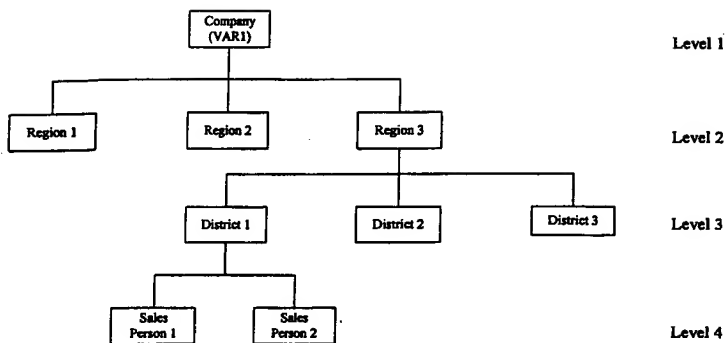 Company
(VAR1)
Level 1
Region 1
Region 2
Region 3
Level 2
District 1
District 2
District 3
Level 3
Sales
Person 1
Sales
Person 2
Level 4